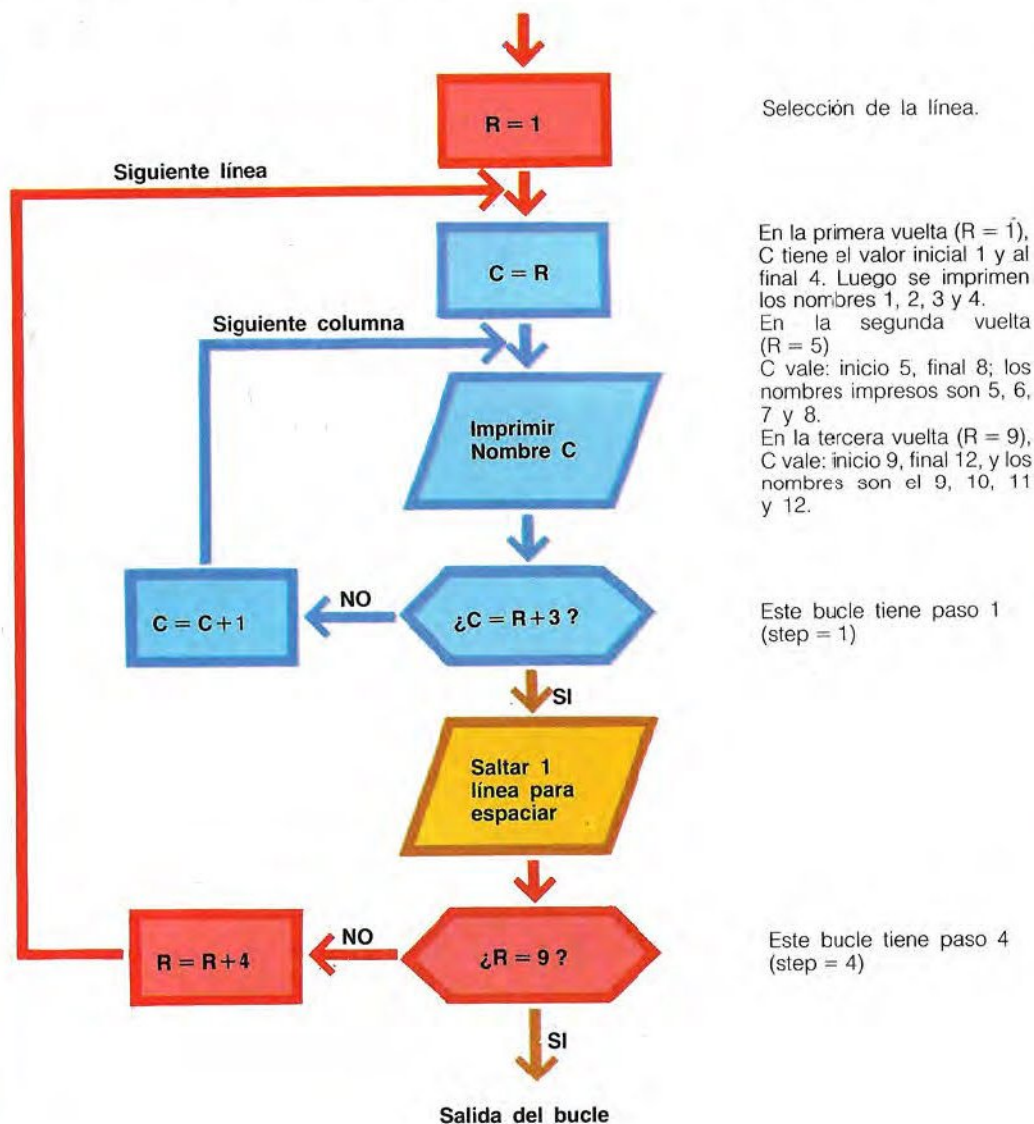 R = 1
Selección de la línea.
Siguiente línea
C = R
En la primera vuelta (R = 1),
C tiene el valor inicial 1 y al
final 4. Luego se imprimen
los nombres 1, 2, 3 y 4.
En la segunda vuelta
(R = 5)
C vale: inicio 5, final 8; los
nombres impresos son 5, 6,
7 y 8.
En la tercera vuelta (R = 9),
C vale: inicio 9, final 12, y los
nombres son el 9, 10, 11
y 12.
Siguiente columna
Imprimir
Nombre C
C = C+1
NO
¿C = R+3 ?
Este bucle tiene paso 1
(step = 1)
SI
Saltar 1
línea para
espaciar
R = R+4
NO
¿R = 9 ?
Este bucle tiene paso 4
(step = 4)
SI
Salida del bucle